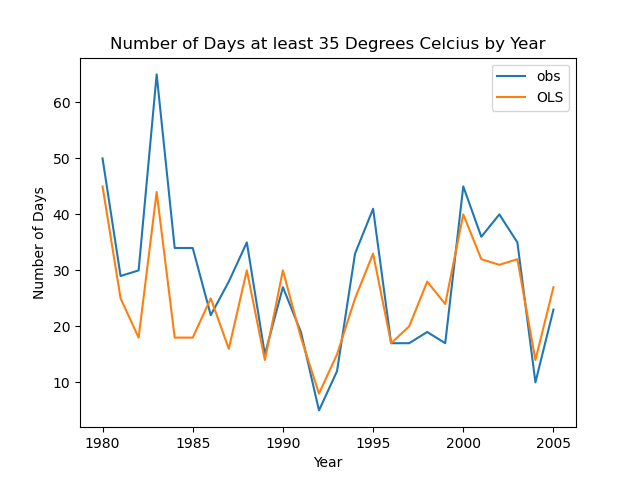 Number of Days at least 35 Degrees Celcius by Year
obs
OLS
60
50
40
30
20
10
Number of Days
1980
1985
1990
1995
2000
2005
Year